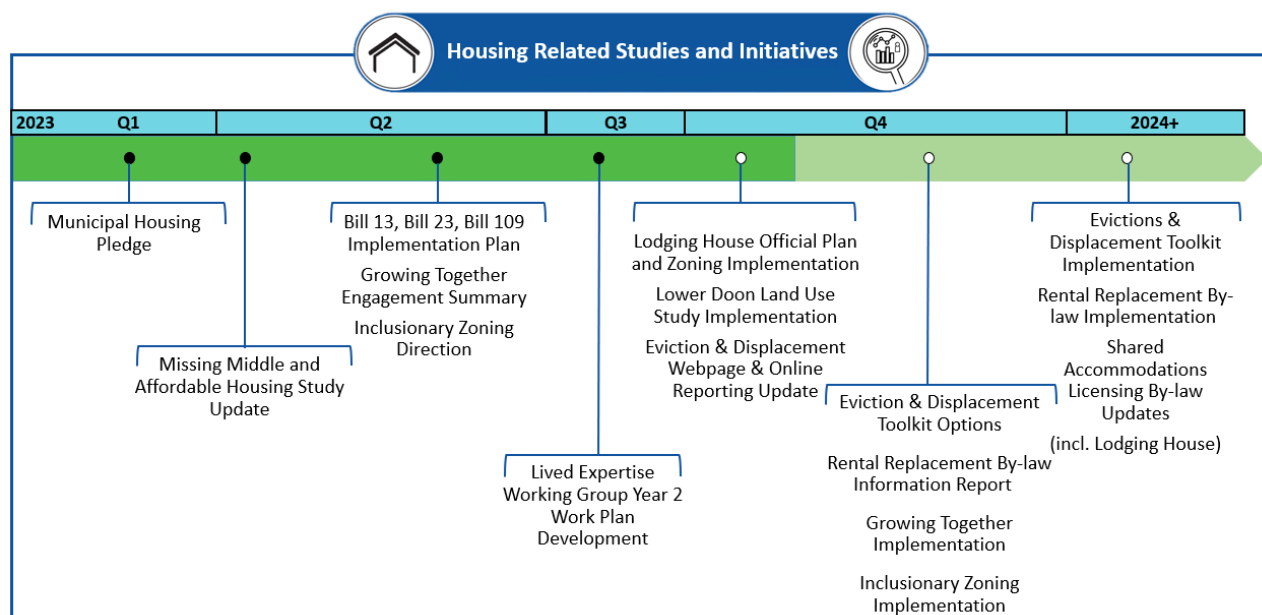 Housing Related Studies and Initiatives
2023 Q1 Q2 Q3 Q4 2024+
Municipal Housing
Pledge
Missing Middle and
Affordable Housing Study
Update
Bill 13, Bill 23, Bill 109
Implementation Plan
Growing Together
Engagement Summary
Inclusionary Zoning
Direction
Lived Expertise
Working Group Year 2
Work Plan
Development
Lodging House Official Plan
and Zoning Implementation
Lower Doon Land Use
Study Implementation
Eviction & Displacement
Webpage & Online
Reporting Update
Eviction & Displacement
Toolkit Options
Rental Replacement By-law
Information Report
Growing Together
Implementation
Inclusionary Zoning
Implementation
Evictions &
Displacement Toolkit
Implementation
Rental Replacement By-
law Implementation
Shared
Accommodations
Licensing By-law
Updates
(incl. Lodging House)